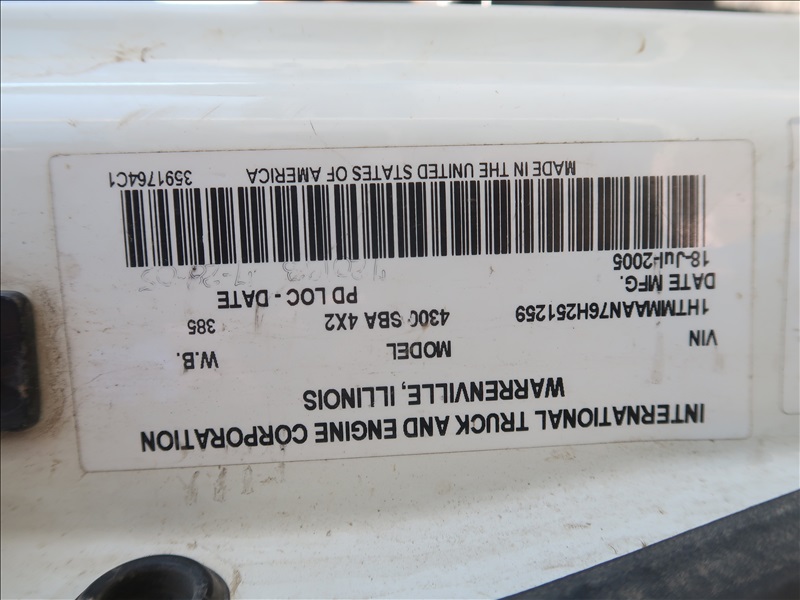 INTERNATIONAL TRUCK AND ENGINE CORPORATION
WARRENVILLE, ILLINOIS
VIN MODEL W.B.
1HTMMAAN76H251259 4300 SBA 4X2 385
DATE MFG. PD LOC - DATE
18-Jul-2005
MADE IN THE UNITED STATES OF AMERICA 3591764C1